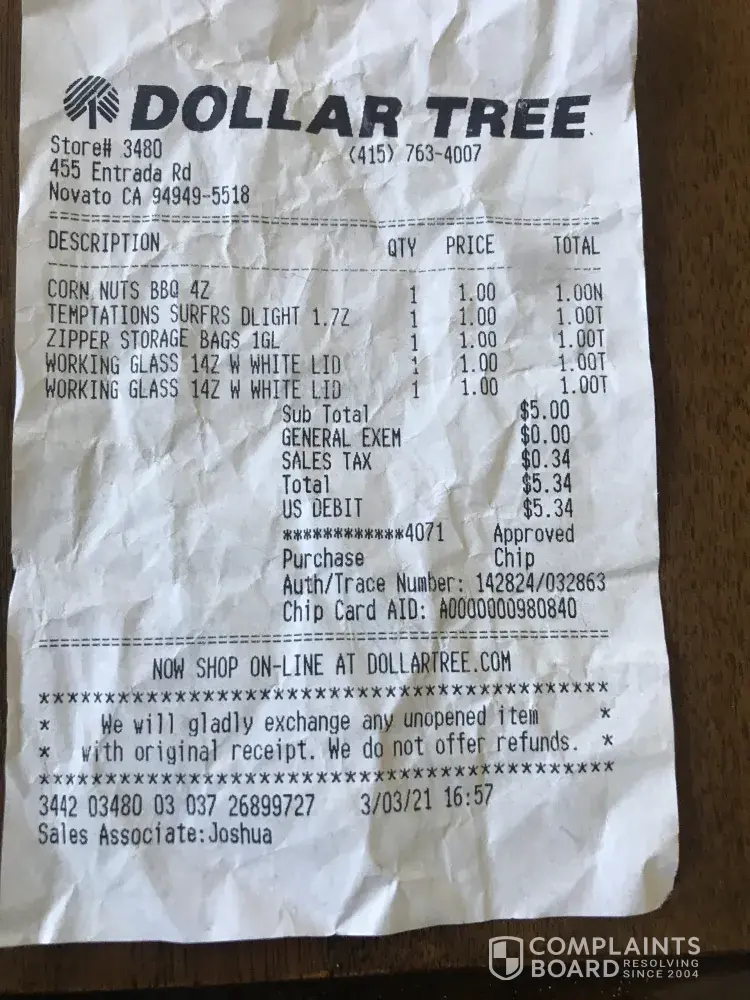 DOLLAR TREE
Store# 3480 (415) 763-4007
455 Entrada Rd
Novato CA 94949-5518
==================================================
DESCRIPTION QTY PRICE TOTAL
--------------------------------------------------
CORN NUTS BBQ 4Z 1 1.00 1.00N
TEMPTATIONS SURFRS DLIGHT 1.7Z 1 1.00 1.00T
ZIPPER STORAGE BAGS 1GL 1 1.00 1.00T
WORKING GLASS 14Z W WHITE LID 1 1.00 1.00T
WORKING GLASS 14Z W WHITE LID 1 1.00 1.00T
Sub Total $5.00
GENERAL EXEM $0.00
SALES TAX $0.34
Total $5.34
US DEBIT $5.34
************4071 Approved
Purchase Chip
Auth/Trace Number: 142824/032863
Chip Card AID: A0000000980840
==================================================
NOW SHOP ON-LINE AT DOLLARTREE.COM
******************************************
* We will gladly exchange any unopened item *
* with original receipt. We do not offer refunds. *
******************************************
3442 03480 03 037 26899727 3/03/21 16:57
Sales Associate:Joshua
COMPLAINTS
BOARD RESOLVING SINCE 2004